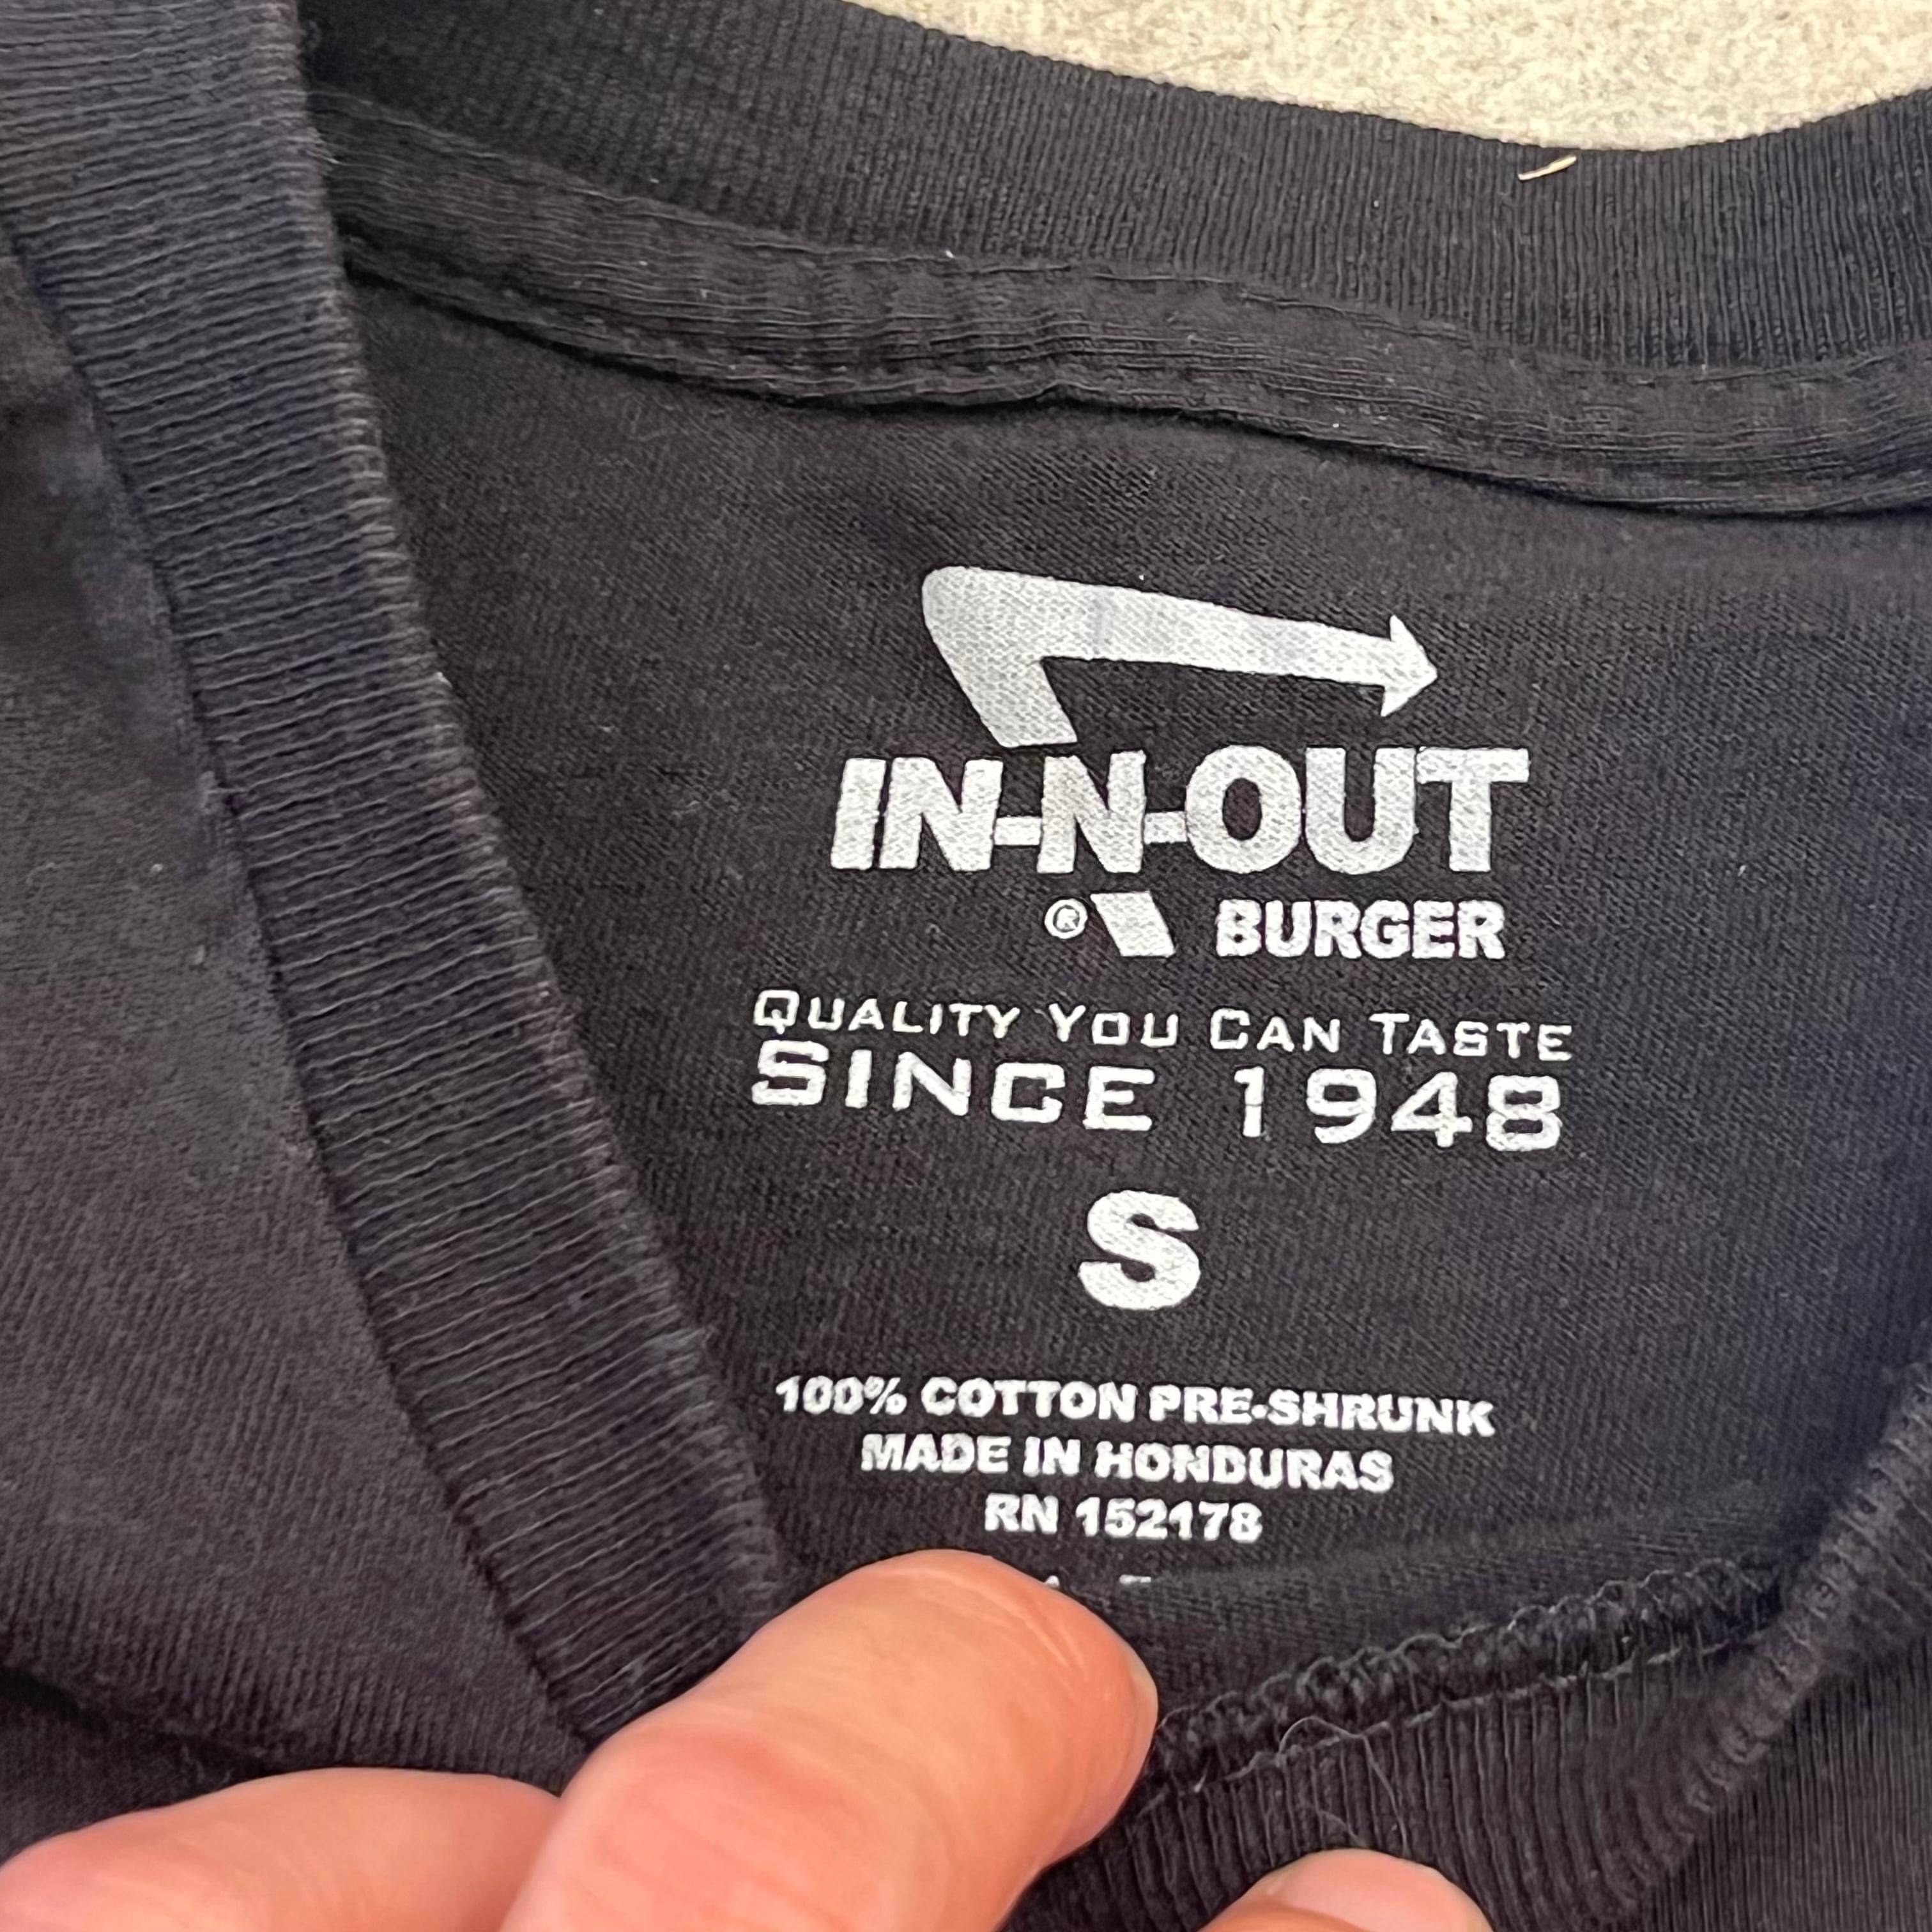 IN-N-OUT
® BURGER
QUALITY YOU CAN TASTE
SINCE 1948
S
100% COTTON PRE-SHRUNK
MADE IN HONDURAS
RN 152178